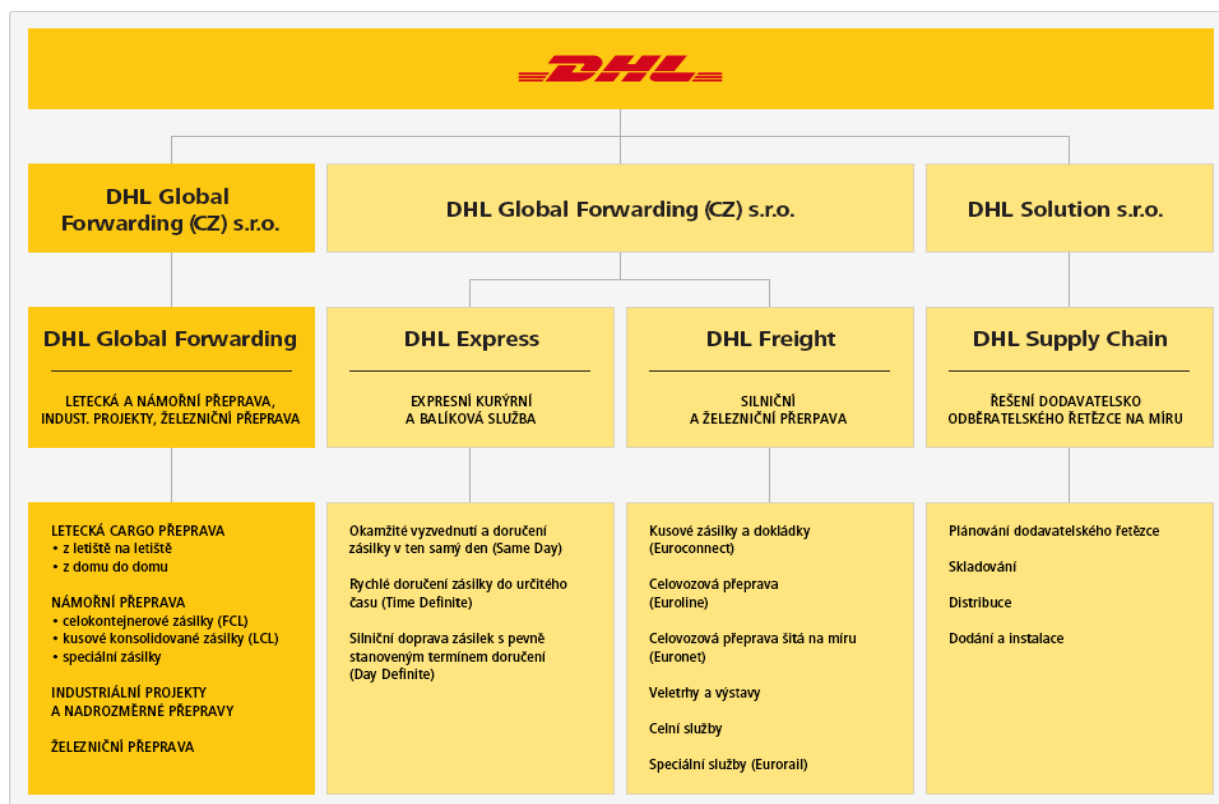 DHL
DHL Global
Forwarding (CZ) s.r.o.
DHL Global Forwarding (CZ) s.r.o.
DHL Solution s.r.o.
DHL Global Forwarding
LETECKÁ A NÁMOŘNÍ PŘEPRAVA,
INDUST. PROJEKTY, ŽELEZNIČNÍ PŘEPRAVA
DHL Express
EXPRESNÍ KURÝRNÍ
A BALÍKOVÁ SLUŽBA
DHL Freight
SILNIČNÍ
A ŽELEZNIČNÍ PŘERPAVA
DHL Supply Chain
ŘEŠENÍ DODAVATELSKO
ODBĚRATELSKÉHO ŘETĚZCE NA MÍRU
LETECKÁ CARGO PŘEPRAVA
• z letiště na letiště
• z domu do domu
NÁMOŘNÍ PŘEPRAVA
• celokontejnerové zásilky (FCL)
• kusové konsolidované zásilky (LCL)
• speciální zásilky
INDUSTRIÁLNÍ PROJEKTY
A NADROZMĚRNÉ PŘEPRAVY
ŽELEZNIČNÍ PŘEPRAVA
Okamžité vyzvednutí a doručení
zásilky v ten samý den (Same Day)
Rychlé doručení zásilky do určitého
času (Time Definite)
Silniční doprava zásilek s pevně
stanoveným termínem doručení
(Day Definite)
Kusové zásilky a dokládky
(Euroconnect)
Celovozová přeprava
(Euroline)
Celovozová přeprava šitá na míru
(Euronet)
Veletrhy a výstavy
Celní služby
Speciální služby (Eurorail)
Plánování dodavatelského řetězce
Skladování
Distribuce
Dodání a instalace